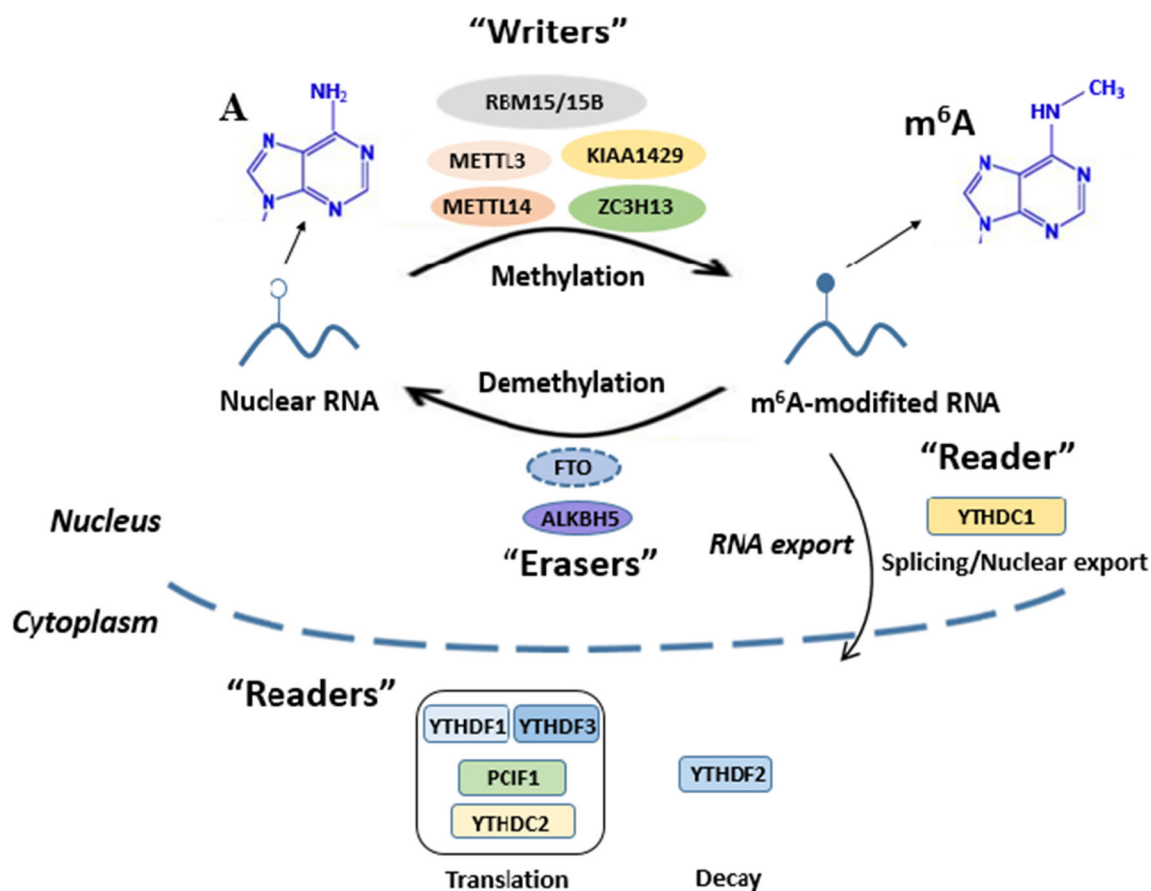 “Writers”
A
NH₂
N
N
N
N
RBM15/15B
METTL3
KIAA1429
METTL14
ZC3H13
m⁶A
HN
CH₃
N
N
N
N
Methylation
Nuclear RNA
Demethylation
m⁶A-modifited RNA
FTO
ALKBH5
“Erasers”
“Reader”
YTHDC1
Splicing/Nuclear export
RNA export
Nucleus
Cytoplasm
“Readers”
YTHDF1
YTHDF3
PCIF1
YTHDC2
Translation
YTHDF2
Decay